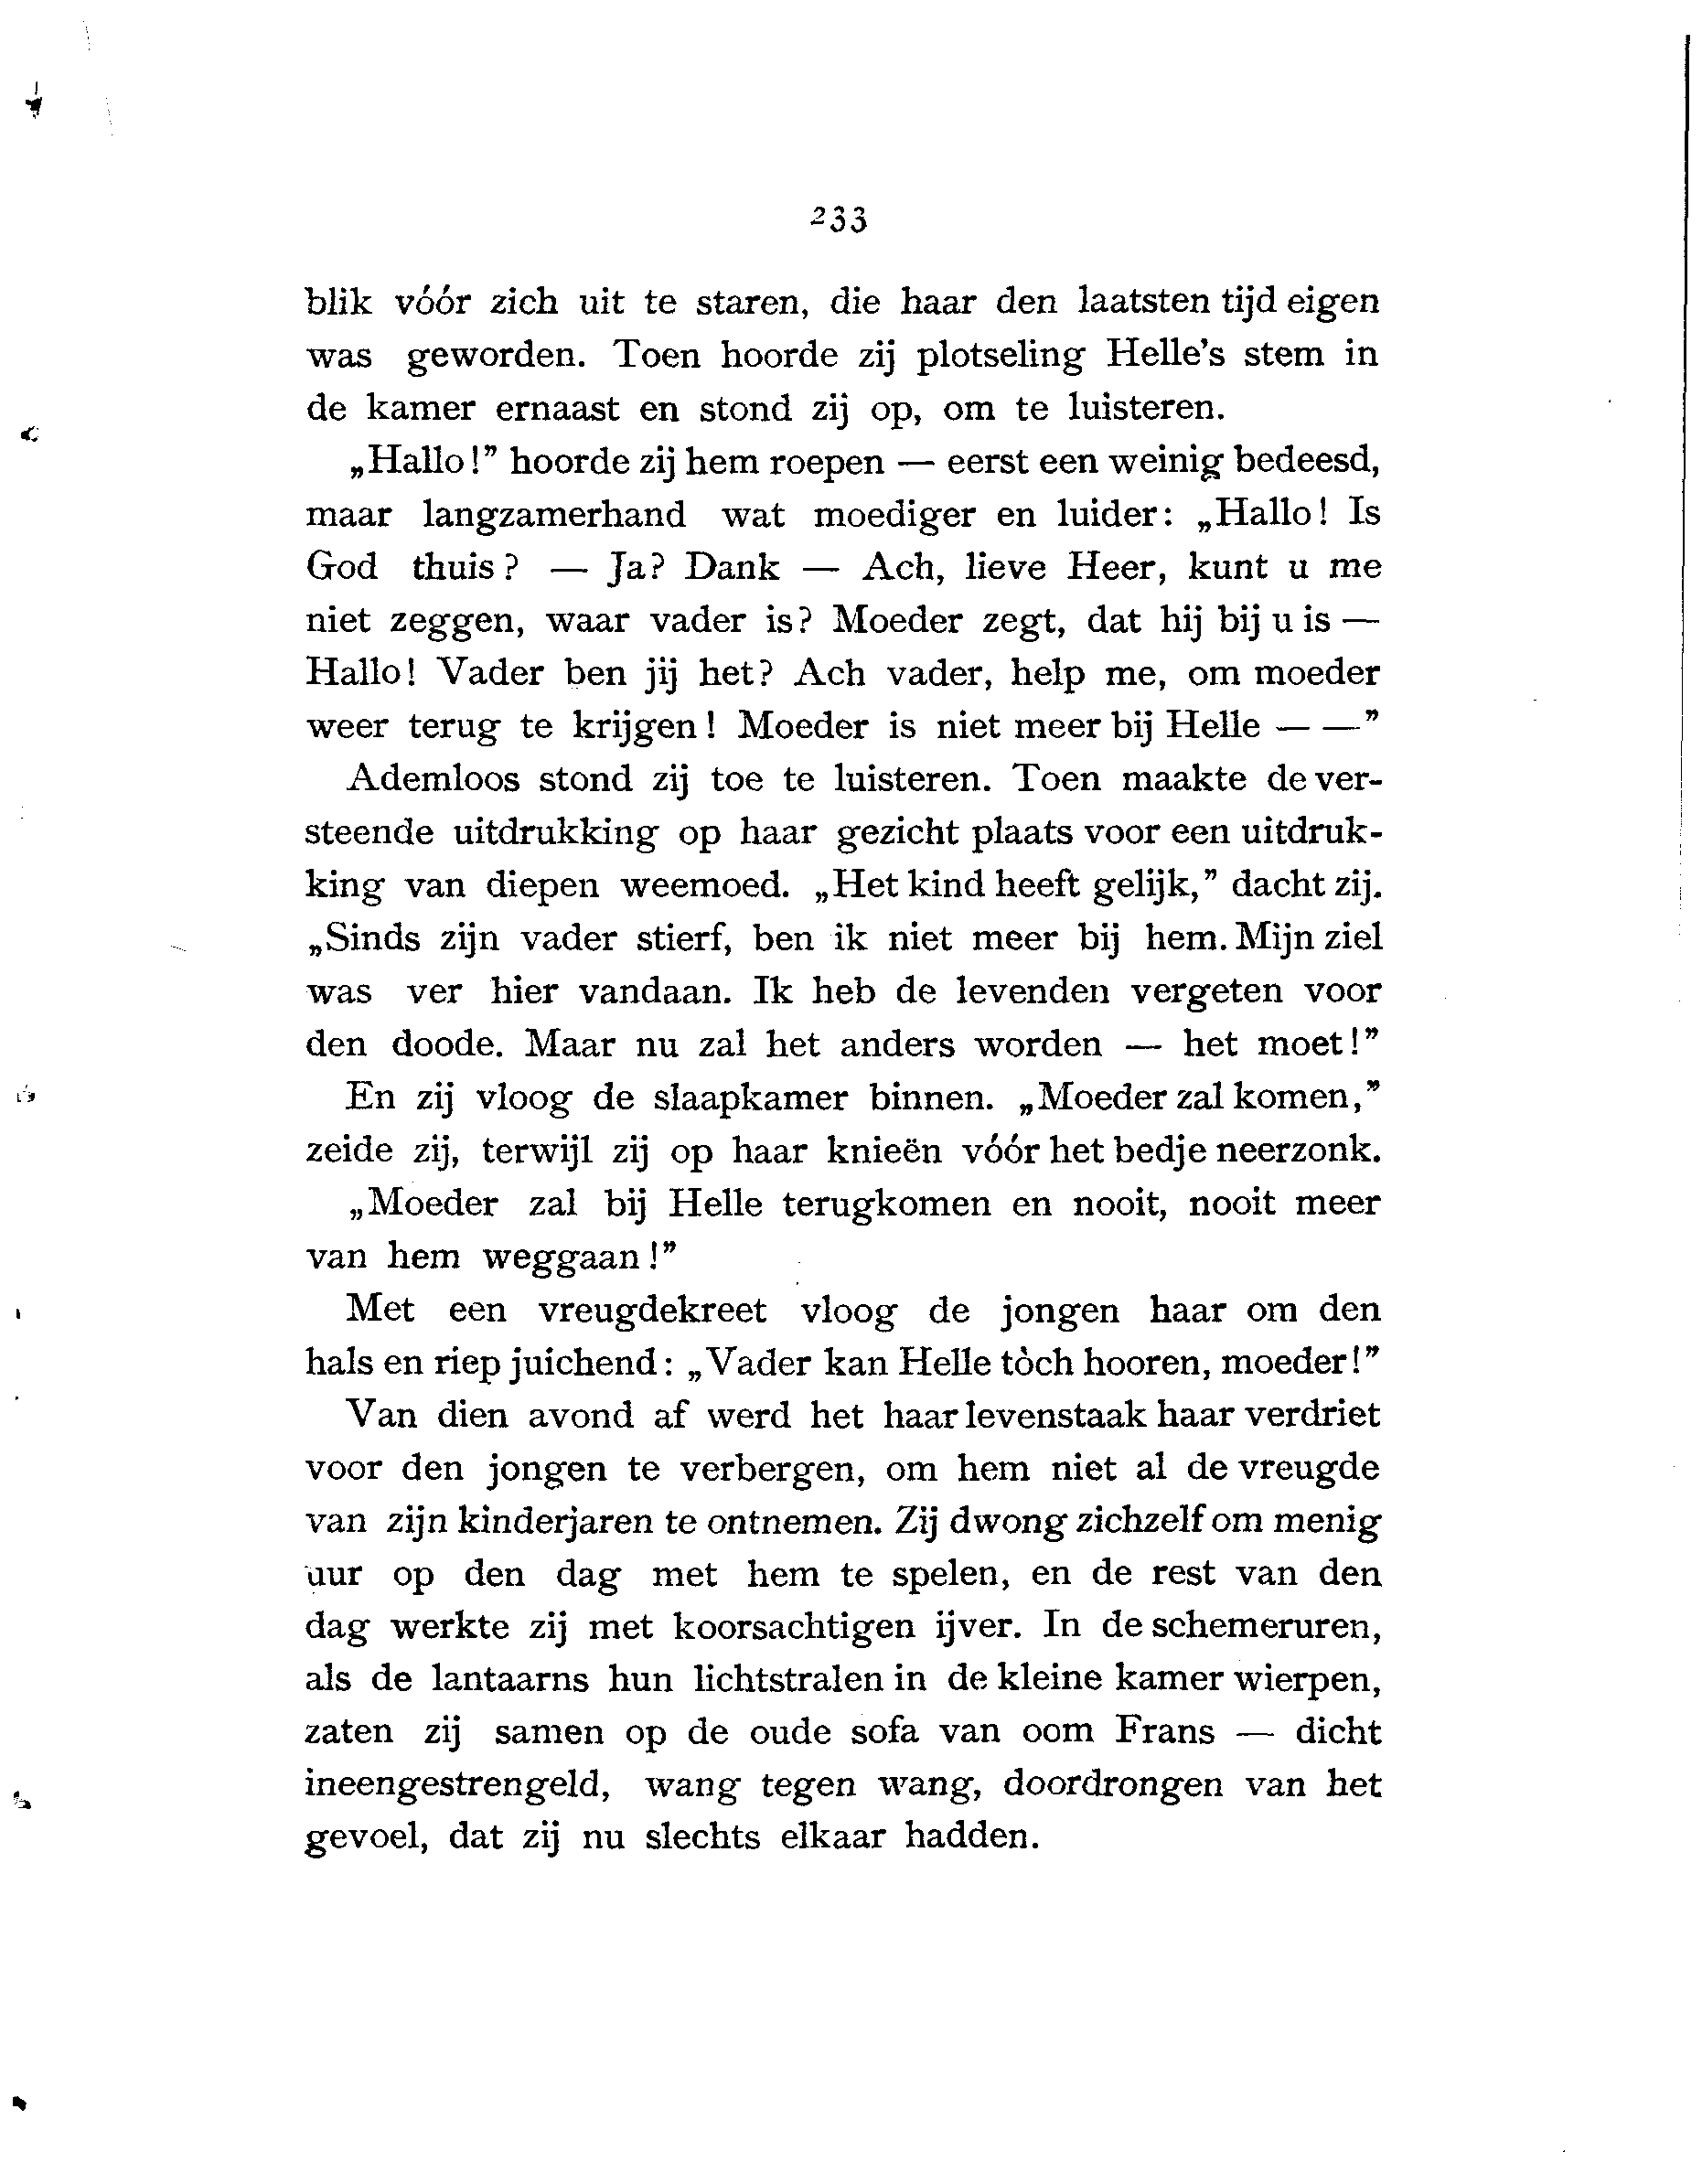 233
blik vóór zich uit te staren, die haar den laatsten tijd eigen
was geworden. Toen hoorde zij plotseling Helle's stem in
de kamer ernaast en stond zij op, om te luisteren.
„Hallo!” hoorde zij hem roepen — eerst een weinig bedeesd,
maar langzamerhand wat moediger en luider: „Hallo! Is
God thuis? — Ja? Dank — Ach, lieve Heer, kunt u me
niet zeggen, waar vader is? Moeder zegt, dat hij bij u is —
Hallo! Vader ben jij het? Ach vader, help me, om moeder
weer terug te krijgen! Moeder is niet meer bij Helle — —”
Ademloos stond zij toe te luisteren. Toen maakte de ver-
steende uitdrukking op haar gezicht plaats voor een uitdruk-
king van diepen weemoed. „Het kind heeft gelijk,” dacht zij.
„Sinds zijn vader stierf, ben ik niet meer bij hem. Mijn ziel
was ver hier vandaan. Ik heb de levenden vergeten voor
den doode. Maar nu zal het anders worden — het moet!”
En zij vloog de slaapkamer binnen. „Moeder zal komen,”
zeide zij, terwijl zij op haar knieën vóór het bedje neerzonk.
„Moeder zal bij Helle terugkomen en nooit, nooit meer
van hem weggaan!”
Met een vreugdekreet vloog de jongen haar om den
hals en riep juichend: „Vader kan Helle tòch hooren, moeder!”
Van dien avond af werd het haar levenstaak haar verdriet
voor den jongen te verbergen, om hem niet al de vreugde
van zijn kinderjaren te ontnemen. Zij dwong zichzelf om menig
uur op den dag met hem te spelen, en de rest van den
dag werkte zij met koorsachtigen ijver. In de schemeruren,
als de lantaarns hun lichtstralen in de kleine kamer wierpen,
zaten zij samen op de oude sofa van oom Frans — dicht
ineengestrengeld, wang tegen wang, doordrongen van het
gevoel, dat zij nu slechts elkaar hadden.